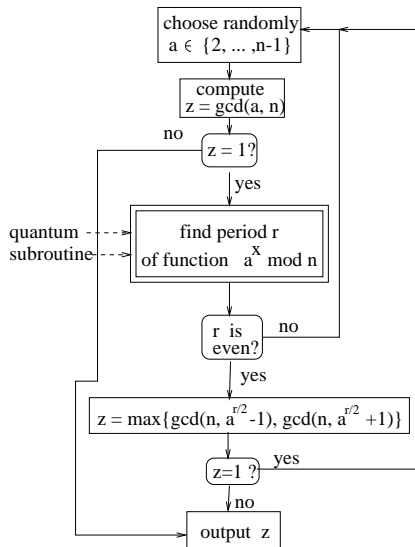 choose randomly
a ∈ {2, ... ,n-1}
compute
z = gcd(a, n)
no
z = 1?
yes
quantum
subroutine
find period r
of function a^x mod n
r is
even?
no
yes
z = max{gcd(n, a^{r/2}-1), gcd(n, a^{r/2}+1)}
z=1 ?
yes
no
output z